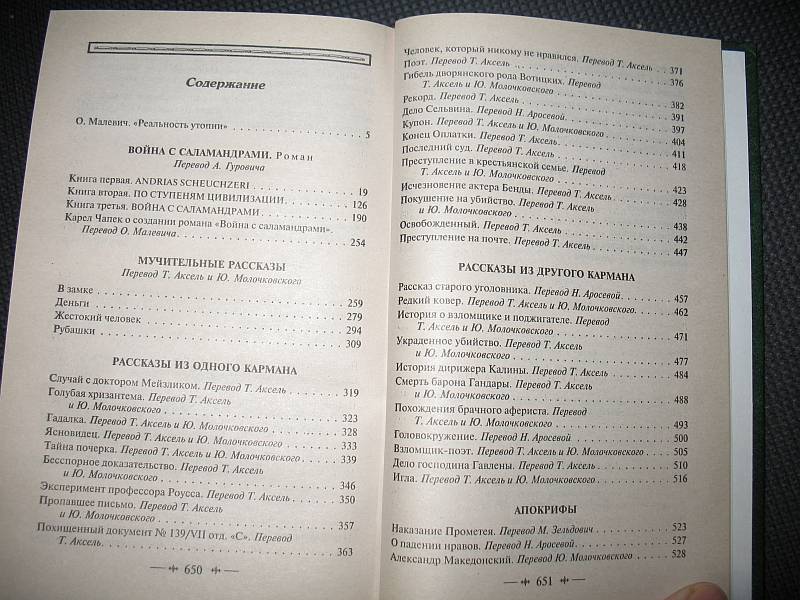 Содержание
О. Малевич. «Реальность утопии» . . . . . . . . . . . . . . . . . . . . 5
ВОЙНА С САЛАМАНДРАМИ. Роман
Перевод А. Гуровича
Книга первая. ANDRIAS SCHEUCHZERI . . . . . . . . . . . . . 19
Книга вторая. ПО СТУПЕНЯМ ЦИВИЛИЗАЦИИ. . . . . . . . 126
Книга третья. ВОЙНА С САЛАМАНДРАМИ . . . . . . . . . . . 190
Карел Чапек о создании романа «Война с саламандрами».
Перевод О. Малевича. . . . . . . . . . . . . . . . . . . . . . . . 254
МУЧИТЕЛЬНЫЕ РАССКАЗЫ
Перевод Т. Аксель и Ю. Молочковского
В замке . . . . . . . . . . . . . . . . . . . . . . . . . . . . . . 259
Деньги . . . . . . . . . . . . . . . . . . . . . . . . . . . . . . 279
Жестокий человек . . . . . . . . . . . . . . . . . . . . . . . . 294
Рубашки . . . . . . . . . . . . . . . . . . . . . . . . . . . . . 309
РАССКАЗЫ ИЗ ОДНОГО КАРМАНА
Случай с доктором Мейзликом. Перевод Т. Аксель . . . . . 319
Голубая хризантема. Перевод Т. Аксель
и Ю. Молочковского . . . . . . . . . . . . . . . . . . . . . . . 323
Гадалка. Перевод Т. Аксель и Ю. Молочковского . . . . . . 328
Ясновидец. Перевод Т. Аксель и Ю. Молочковского . . . . . 333
Тайна почерка. Перевод Т. Аксель и Ю. Молочковского . . . 339
Бесспорное доказательство. Перевод Т. Аксель
и Ю. Молочковского . . . . . . . . . . . . . . . . . . . . . . . 346
Эксперимент профессора Роусса. Перевод Т. Аксель . . . . 350
Пропавшее письмо. Перевод Т. Аксель
и Ю. Молочковского . . . . . . . . . . . . . . . . . . . . . . . 357
Похищенный документ № 139/VII отд. «С». Перевод
Т. Аксель. . . . . . . . . . . . . . . . . . . . . . . . . . . . . 363
650
Человек, который никому не нравился. Перевод Т. Аксель . . 371
Поэт. Перевод Т. Аксель . . . . . . . . . . . . . . . . . . . . . 376
Гибель дворянского рода Вотицких. Перевод
Т. Аксель и Ю. Молочковского . . . . . . . . . . . . . . . . . . 382
Рекорд. Перевод Т. Аксель . . . . . . . . . . . . . . . . . . . . 391
Дело Сельвина. Перевод Н. Аросевой. . . . . . . . . . . . . . . 397
Купон. Перевод Т. Аксель и Ю. Молочковского . . . . . . . . . 404
Конец Оплатки. Перевод Т. Аксель . . . . . . . . . . . . . . . . 411
Последний суд. Перевод Т. Аксель . . . . . . . . . . . . . . . . 418
Преступление в крестьянской семье. Перевод Т. Аксель
и Ю. Молочковского . . . . . . . . . . . . . . . . . . . . . . . 423
Исчезновение актера Бенды. Перевод Т. Аксель . . . . . . . . 428
Покушение на убийство. Перевод Т. Аксель
и Ю. Молочковского . . . . . . . . . . . . . . . . . . . . . . . 438
Освобожденный. Перевод Т. Аксель . . . . . . . . . . . . . . . 442
Преступление на почте. Перевод Т. Аксель . . . . . . . . . . . 447
РАССКАЗЫ ИЗ ДРУГОГО КАРМАНА
Рассказ старого уголовника. Перевод Н. Аросевой. . . . . . . 457
Редкий ковер. Перевод Т. Аксель и Ю. Молочковского. . . . . 462
История о взломщике и поджигателе. Перевод
Т. Аксель и Ю. Молочковского . . . . . . . . . . . . . . . . . . 471
Украденное убийство. Перевод Т. Аксель
и Ю. Молочковского . . . . . . . . . . . . . . . . . . . . . . . 477
История дирижера Калины. Перевод Т. Аксель . . . . . . . . . 484
Смерть барона Гандары. Перевод Т. Аксель
и Ю. Молочковского . . . . . . . . . . . . . . . . . . . . . . . 488
Похождения брачного афериста. Перевод
Т. Аксель и Ю. Молочковского . . . . . . . . . . . . . . . . . . 493
Головокружение. Перевод Н. Аросевой . . . . . . . . . . . . . 500
Взломщик-поэт. Перевод Т. Аксель и Ю. Молочковского . . . 505
Дело господина Гавлены. Перевод Т. Аксель . . . . . . . . . . 510
Игла. Перевод Т. Аксель и Ю. Молочковского . . . . . . . . . . 516
АПОКРИФЫ
Наказание Прометея. Перевод М. Зельдович . . . . . . . . . . 523
О падении нравов. Перевод Н. Аросевой . . . . . . . . . . . . 527
Александр Македонский. Перевод Ю. Молочковского . . . . . 528
651